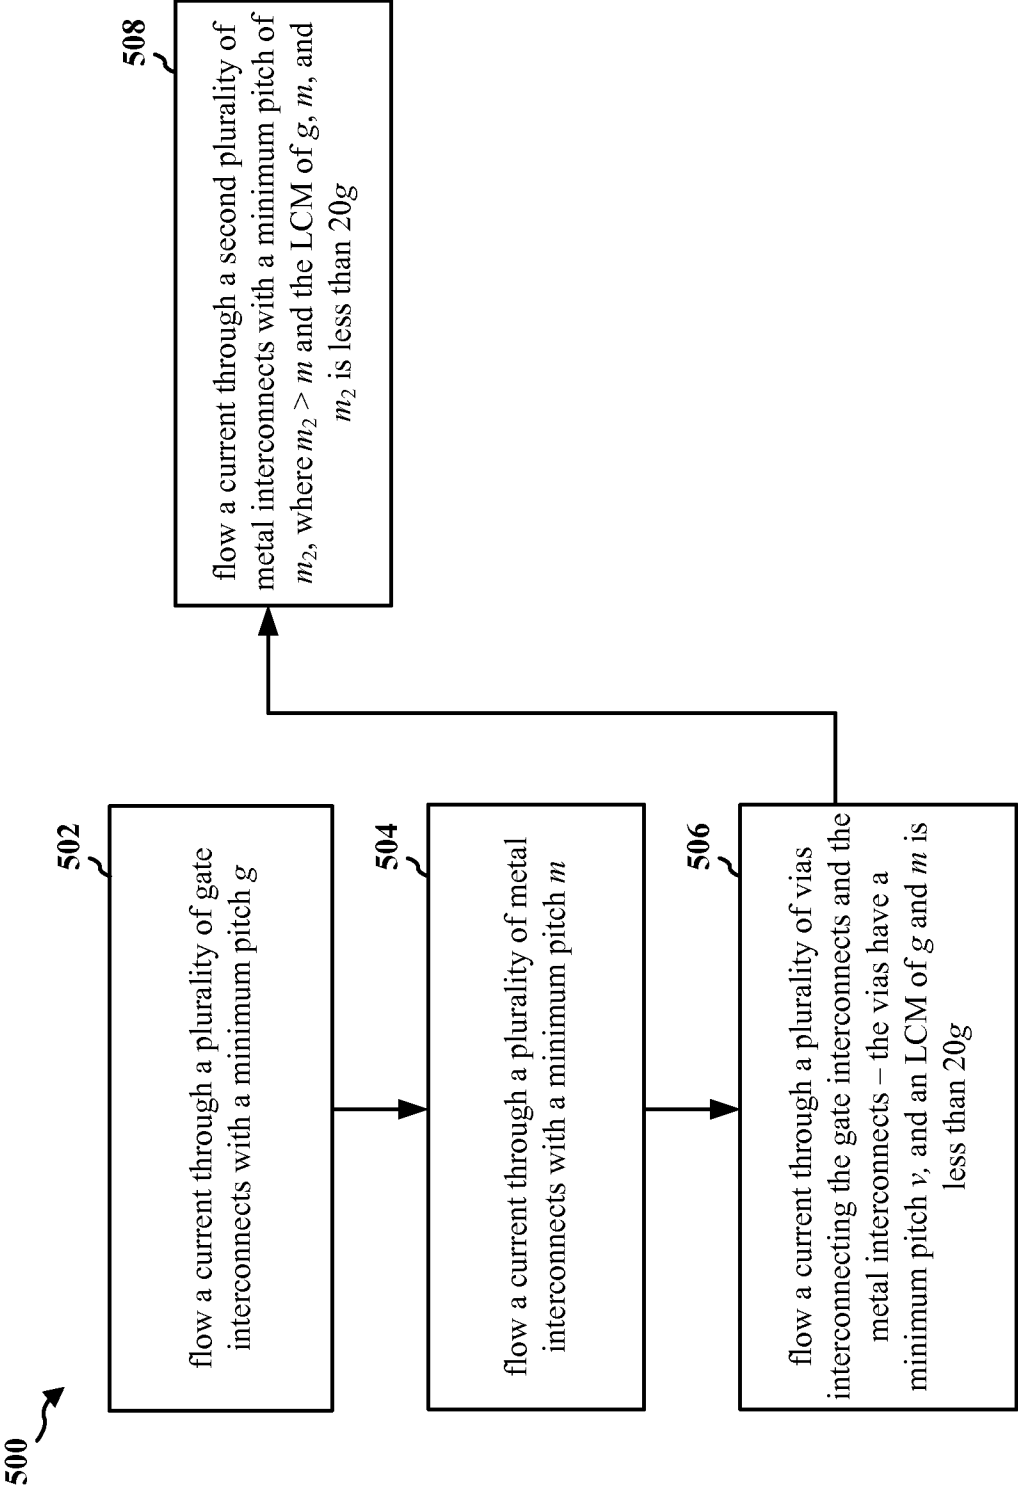 500
502
flow a current through a plurality of gate
interconnects with a minimum pitch g
504
flow a current through a plurality of metal
interconnects with a minimum pitch m
506
flow a current through a plurality of vias
interconnecting the gate interconnects and the
metal interconnects – the vias have a
minimum pitch v, and an LCM of g and m is
less than 20g
508
flow a current through a second plurality of
metal interconnects with a minimum pitch of
m₂, where m₂ > m and the LCM of g, m, and
m₂ is less than 20g